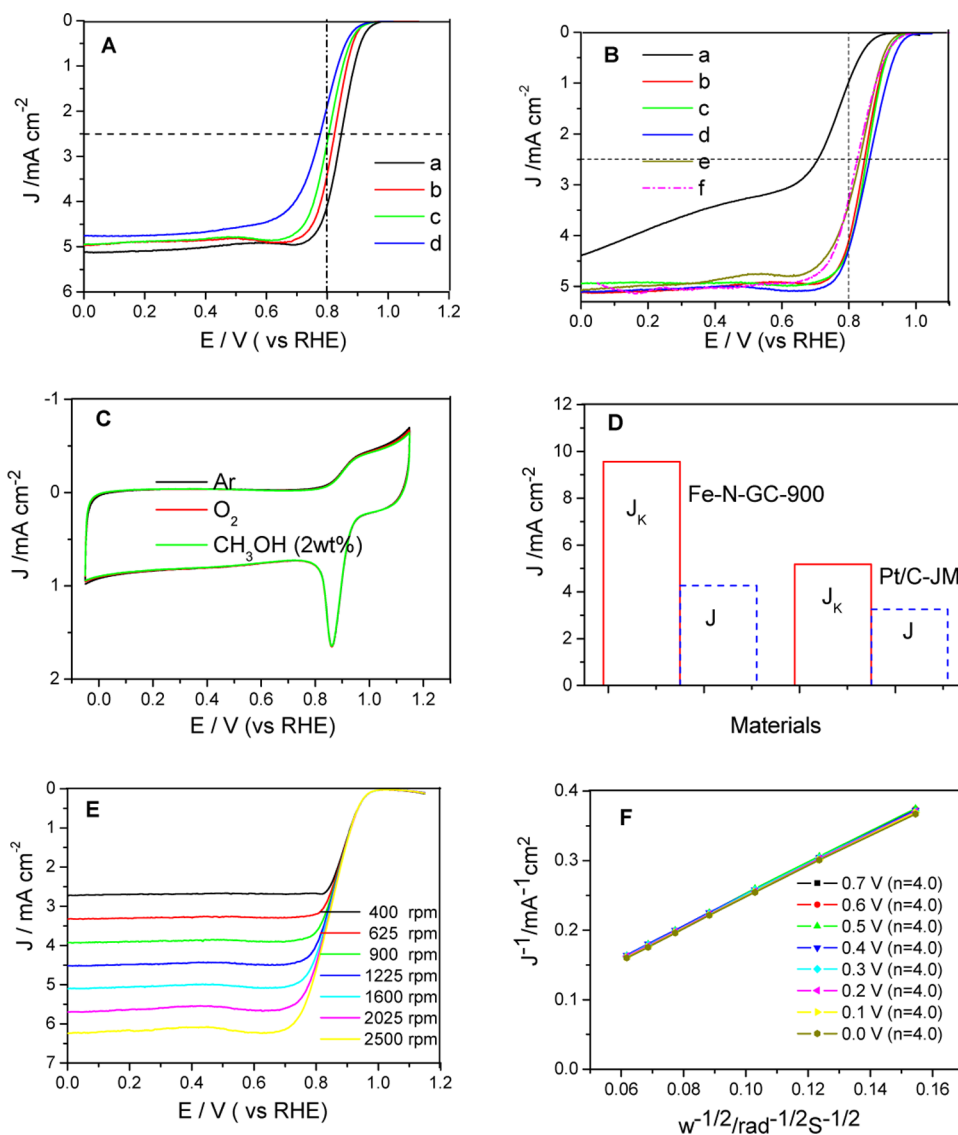 A
0
1
2
3
4
5
6
J /mA cm-2
a
b
c
d
0.0 0.2 0.4 0.6 0.8 1.0 1.2
E / V ( vs RHE)
B
0
1
2
3
4
5
J /mA cm-2
a
b
c
d
e
f
0.0 0.2 0.4 0.6 0.8 1.0
E / V (vs RHE)
C
-1
0
1
2
J /mA cm-2
Ar
O2
CH3OH (2wt%)
0.0 0.2 0.4 0.6 0.8 1.0 1.2
E / V (vs RHE)
D
12
10
8
6
4
2
0
J /mA cm-2
Fe-N-GC-900
JK
J
Pt/C-JM
JK
J
Materials
E
0
1
2
3
4
5
6
7
J / mA cm-2
400 rpm
625 rpm
900 rpm
1225 rpm
1600 rpm
2025 rpm
2500 rpm
0.0 0.2 0.4 0.6 0.8 1.0 1.2
E / V ( vs RHE)
F
0.4
0.3
0.2
0.1
0.0
J-1/mA-1cm2
0.7 V (n=4.0)
0.6 V (n=4.0)
0.5 V (n=4.0)
0.4 V (n=4.0)
0.3 V (n=4.0)
0.2 V (n=4.0)
0.1 V (n=4.0)
0.0 V (n=4.0)
0.06 0.08 0.10 0.12 0.14 0.16
w-1/2/rad-1/2S-1/2